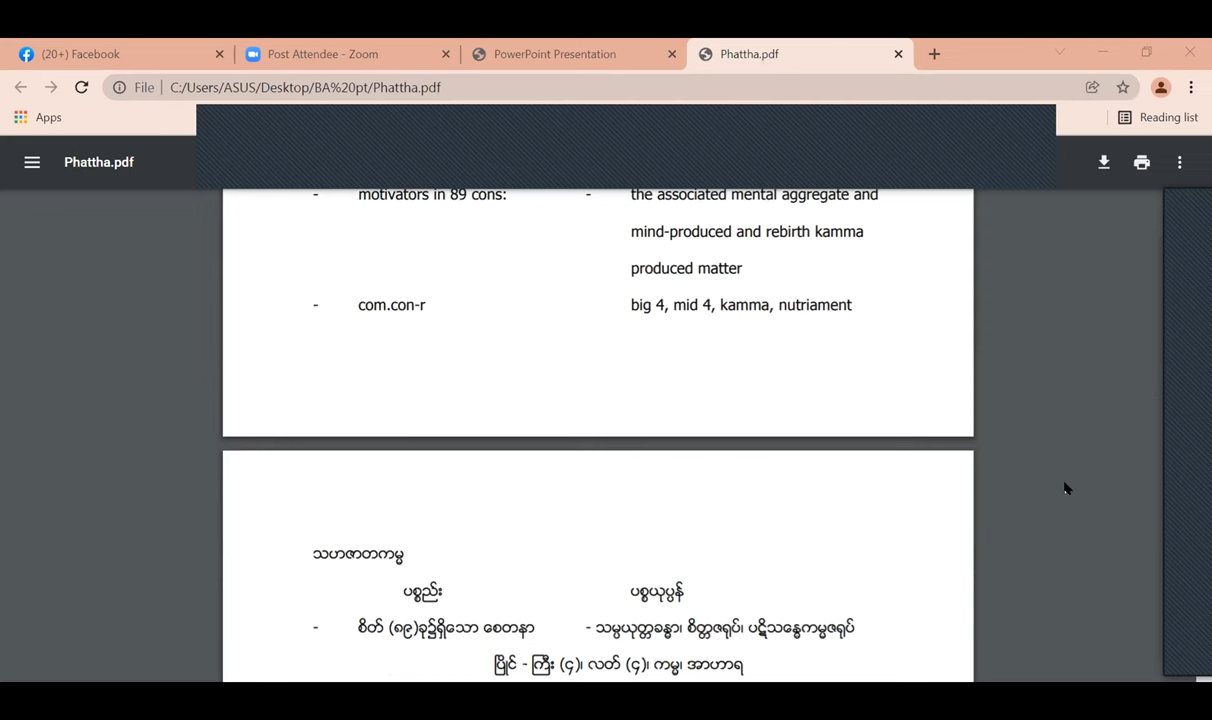 (20+) Facebook
Post Attendee - Zoom
PowerPoint Presentation
Phattha.pdf
File C:/Users/ASUS/Desktop/BA%20pt/Phattha.pdf
Apps
Reading list
Phattha.pdf
- motivators in 89 cons: - the associated mental aggregate and
mind-produced and rebirth kamma
produced matter
- com.con-r big 4, mid 4, kamma, nutriament
သဟဇာတကမ္မ
ပစ္စည်း ပစ္စယုပ္ပန်
- စိတ် (၈၉)ခု၌ရှိသော စေတနာ - သမ္ပယုတ္တခန္ဓာ၊ စိတ္တဇရုပ်၊ ပဋိသန္ဓေကမ္မဇရုပ်
ပြိုင် - ကြီး (၄)၊ လတ် (၄)၊ ကမ္မ၊ အာဟာရ